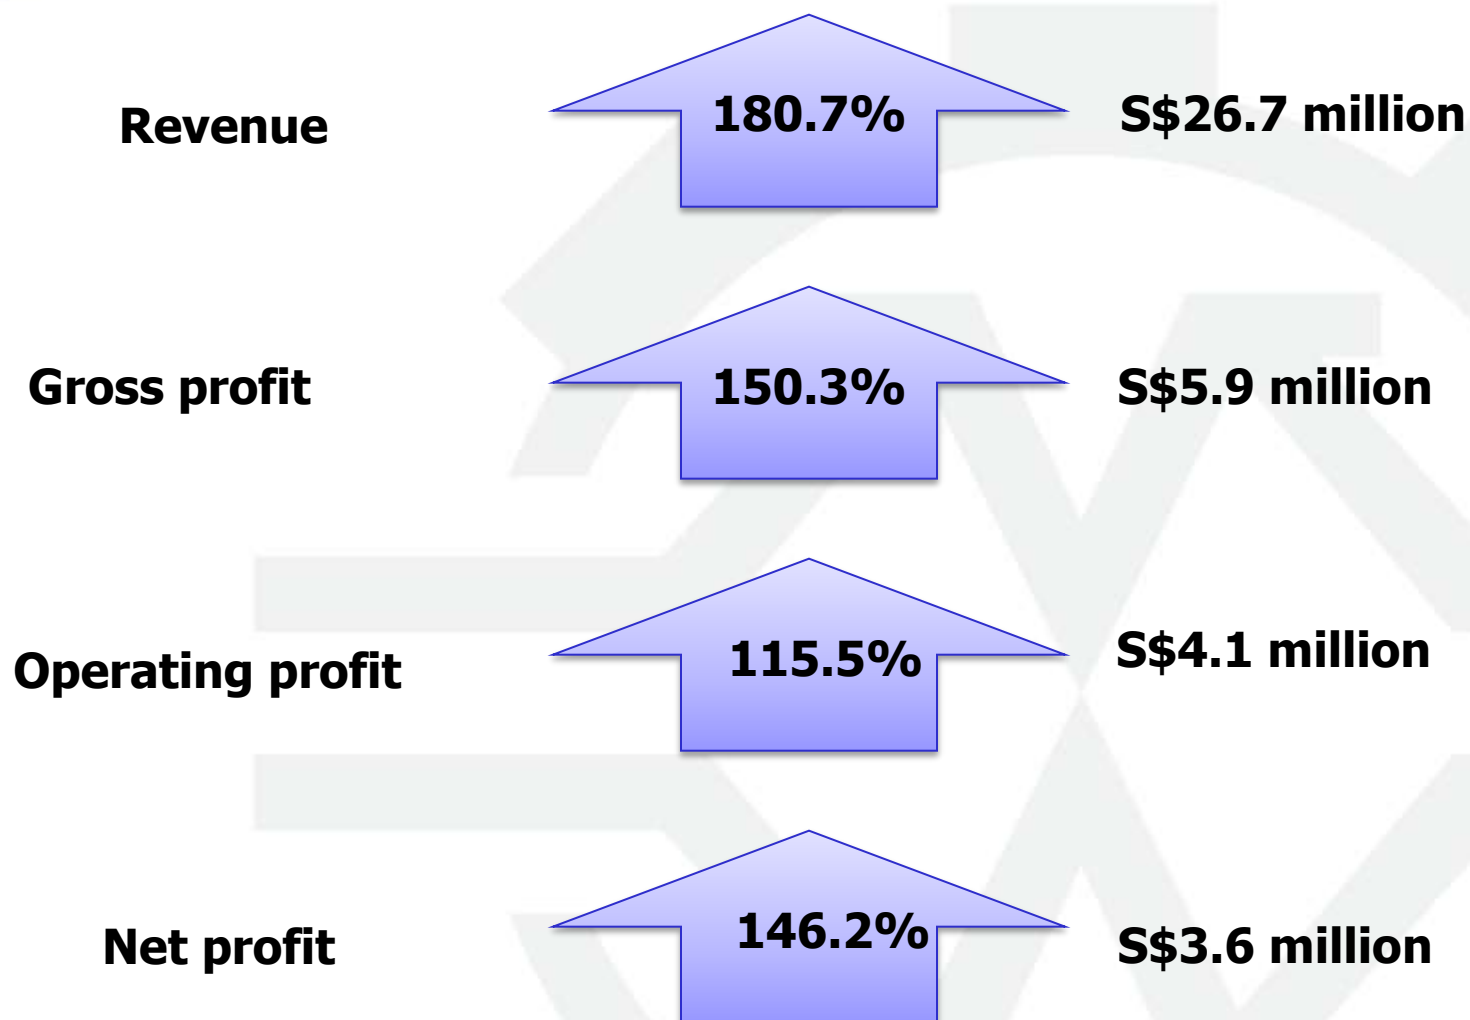 Revenue 180.7% S$26.7 million
Gross profit 150.3% S$5.9 million
Operating profit 115.5% S$4.1 million
Net profit 146.2% S$3.6 million